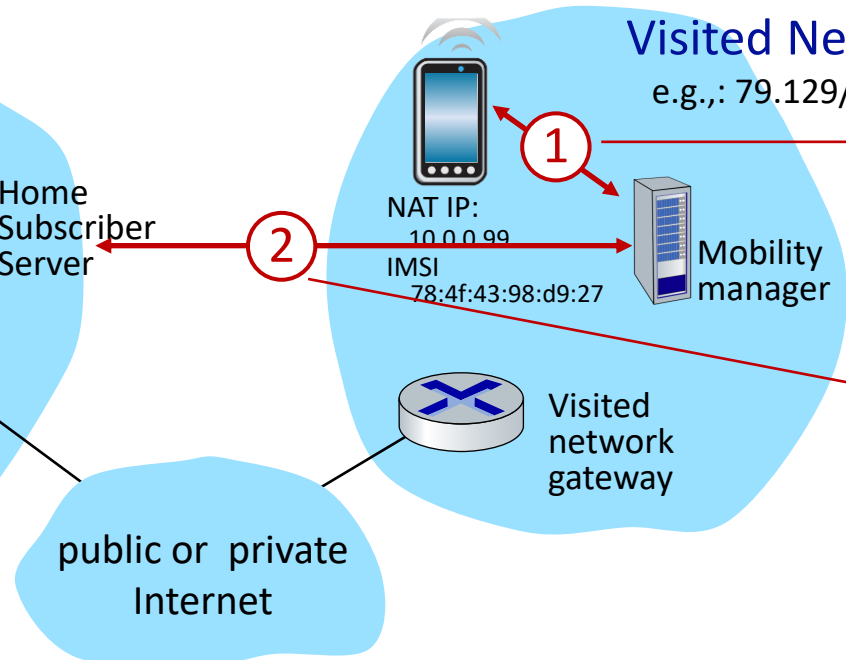 Visited Ne
e.g.,: 79.129/
1
Home
Subscriber
Server
2
NAT IP:
10.0.0.99
IMSI
78:4f:43:98:d9:27
Mobility
manager
Visited
network
gateway
public or private
Internet